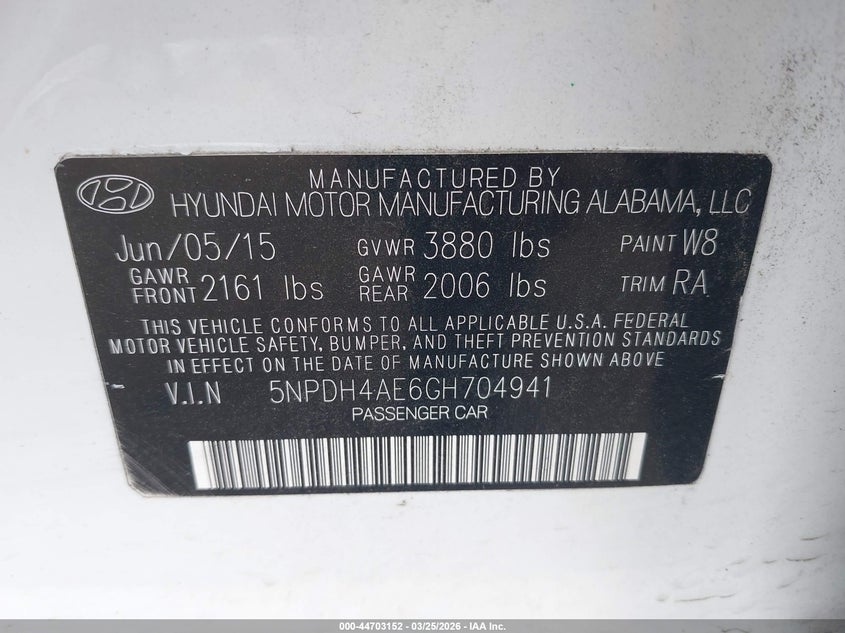 MANUFACTURED BY
HYUNDAI MOTOR MANUFACTURING ALABAMA, LLC
Jun/05/15 GVWR 3880 lbs PAINT W8
GAWR FRONT 2161 lbs GAWR REAR 2006 lbs TRIM RA
THIS VEHICLE CONFORMS TO ALL APPLICABLE U.S.A. FEDERAL
MOTOR VEHICLE SAFETY, BUMPER, AND THEFT PREVENTION STANDARDS
IN EFFECT ON THE DATE OF MANUFACTURE SHOWN ABOVE
V.I.N 5NPDH4AE6GH704941
PASSENGER CAR
000-44703152 - 03/25/2026 - IAA Inc.